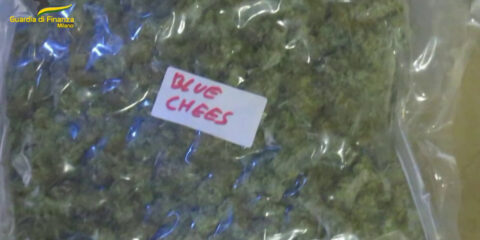 Guardia di Finanza
Milano
BLUE
CHEES